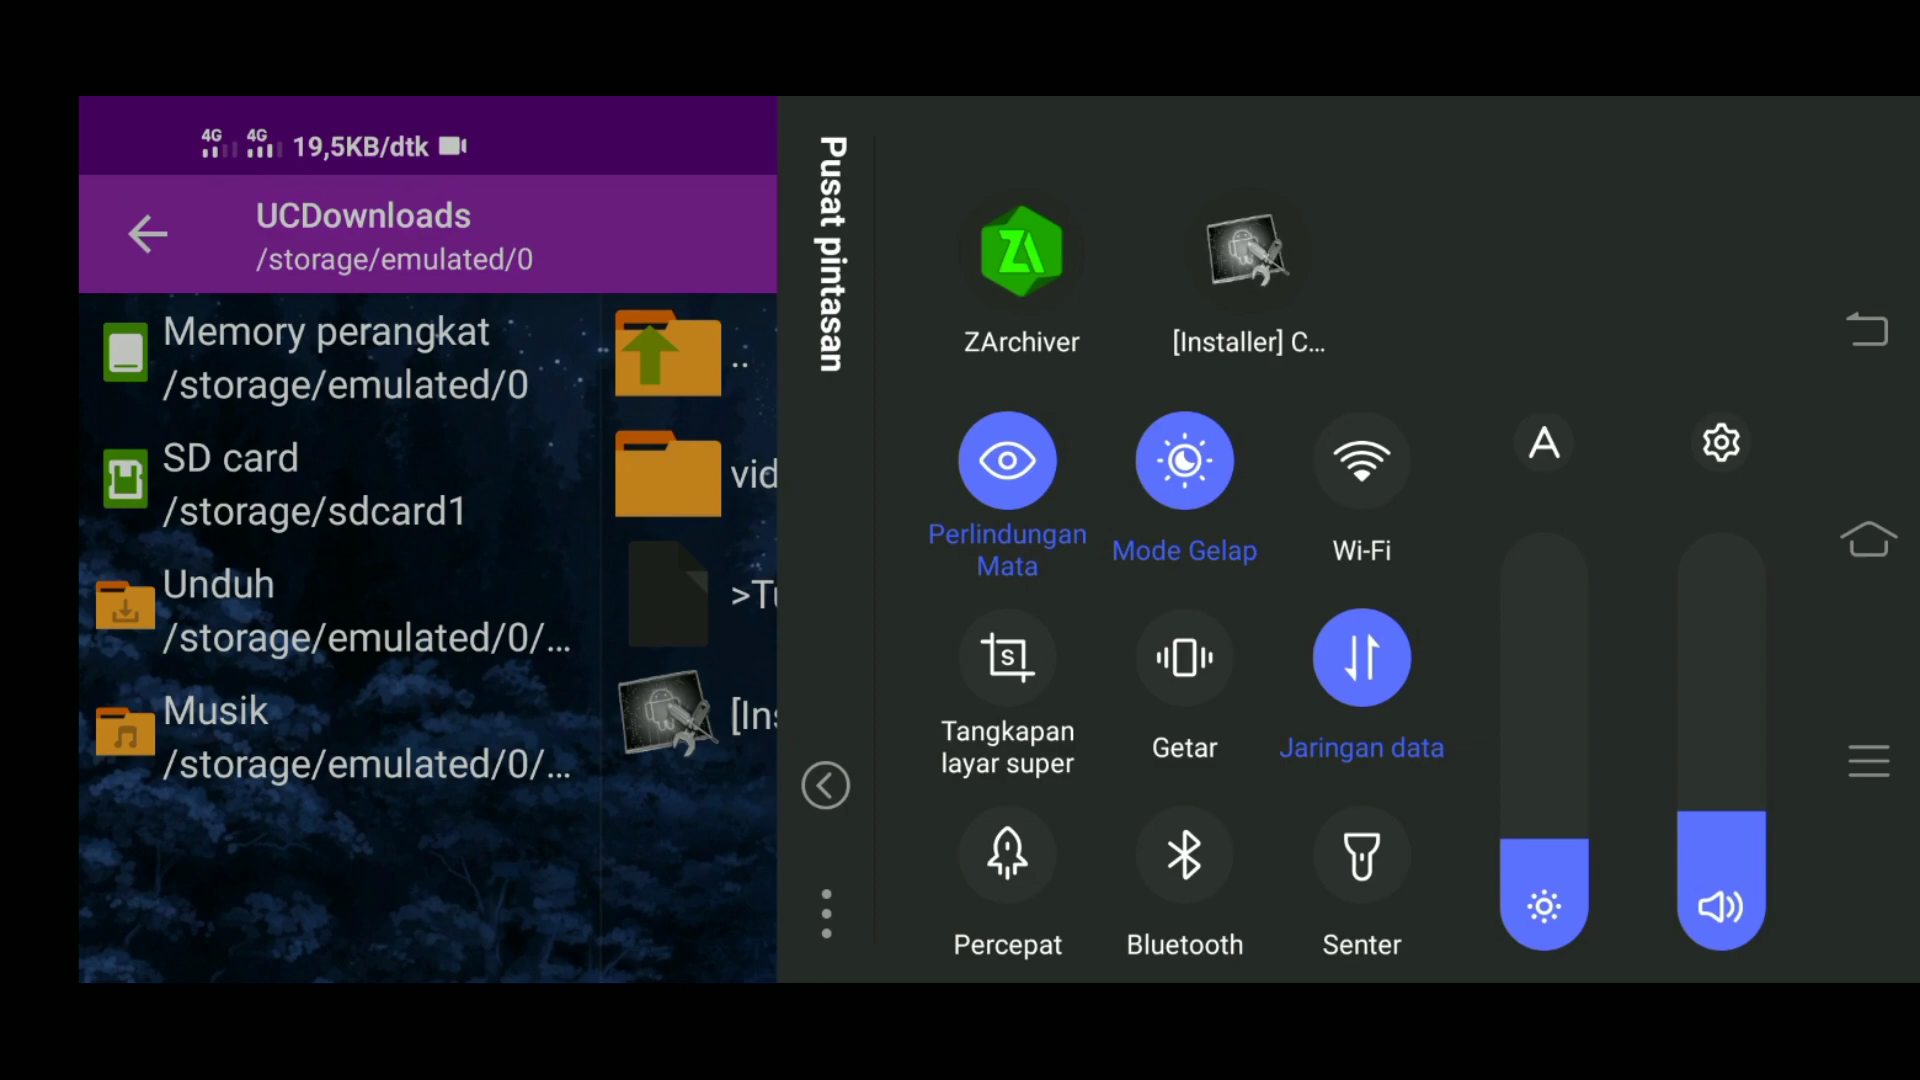 4G 4G 19,5KB/dtk
UCDownloads
/storage/emulated/0
Memory perangkat
/storage/emulated/0
SD card
/storage/sdcard1
Unduh
/storage/emulated/0/...
Musik
/storage/emulated/0/...
..
vid
>Tu
[Ins
Pusat pintasan
ZArchiver
[Installer] C...
Perlindungan
Mata
Mode Gelap
Wi-Fi
A
S
Tangkapan
layar super
Getar
Jaringan data
Percepat
Bluetooth
Senter